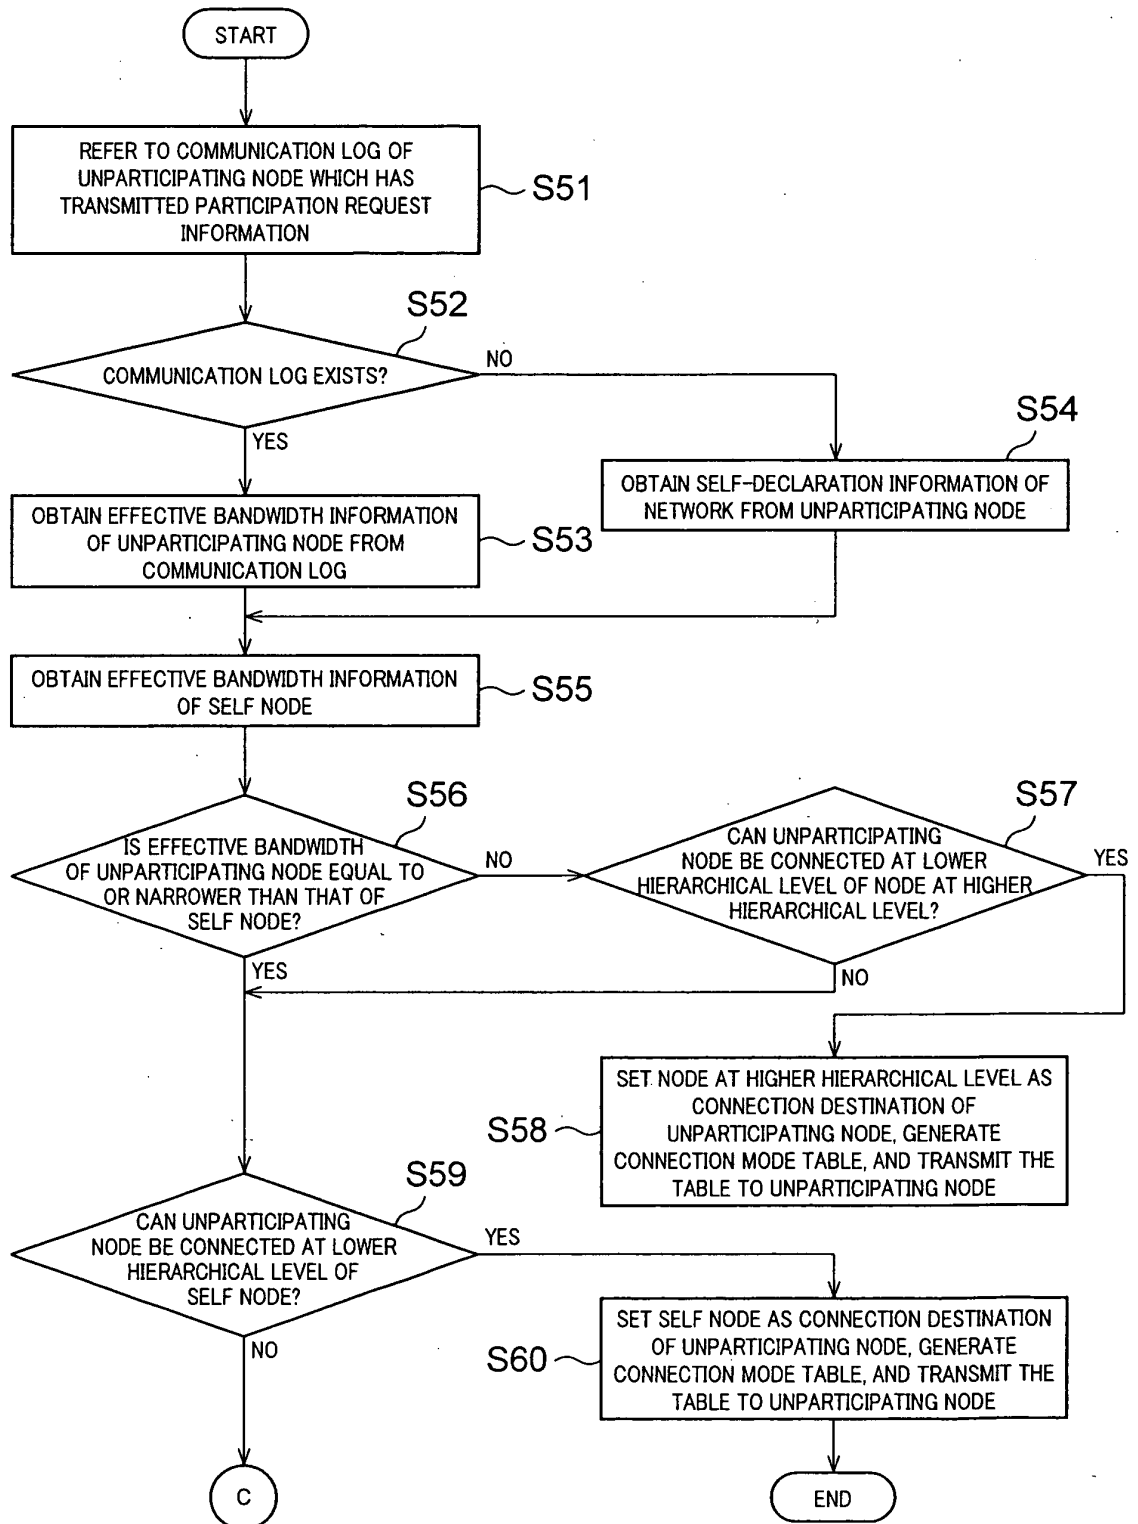 START
REFER TO COMMUNICATION LOG OF
UNPARTICIPATING NODE WHICH HAS
TRANSMITTED PARTICIPATION REQUEST
INFORMATION
S51
S52
COMMUNICATION LOG EXISTS?
NO
YES
S54
OBTAIN SELF-DECLARATION INFORMATION OF
NETWORK FROM UNPARTICIPATING NODE
OBTAIN EFFECTIVE BANDWIDTH INFORMATION
OF UNPARTICIPATING NODE FROM
COMMUNICATION LOG
S53
OBTAIN EFFECTIVE BANDWIDTH INFORMATION
OF SELF NODE
S55
S56
IS EFFECTIVE BANDWIDTH
OF UNPARTICIPATING NODE EQUAL TO
OR NARROWER THAN THAT OF
SELF NODE?
NO
YES
S57
CAN UNPARTICIPATING
NODE BE CONNECTED AT LOWER
HIERARCHICAL LEVEL OF NODE AT HIGHER
HIERARCHICAL LEVEL?
YES
NO
SET NODE AT HIGHER HIERARCHICAL LEVEL AS
CONNECTION DESTINATION OF
UNPARTICIPATING NODE, GENERATE
CONNECTION MODE TABLE, AND TRANSMIT THE
TABLE TO UNPARTICIPATING NODE
S58
S59
CAN UNPARTICIPATING
NODE BE CONNECTED AT LOWER
HIERARCHICAL LEVEL OF
SELF NODE?
YES
NO
SET SELF NODE AS CONNECTION DESTINATION
OF UNPARTICIPATING NODE, GENERATE
CONNECTION MODE TABLE, AND TRANSMIT THE
TABLE TO UNPARTICIPATING NODE
S60
C
END